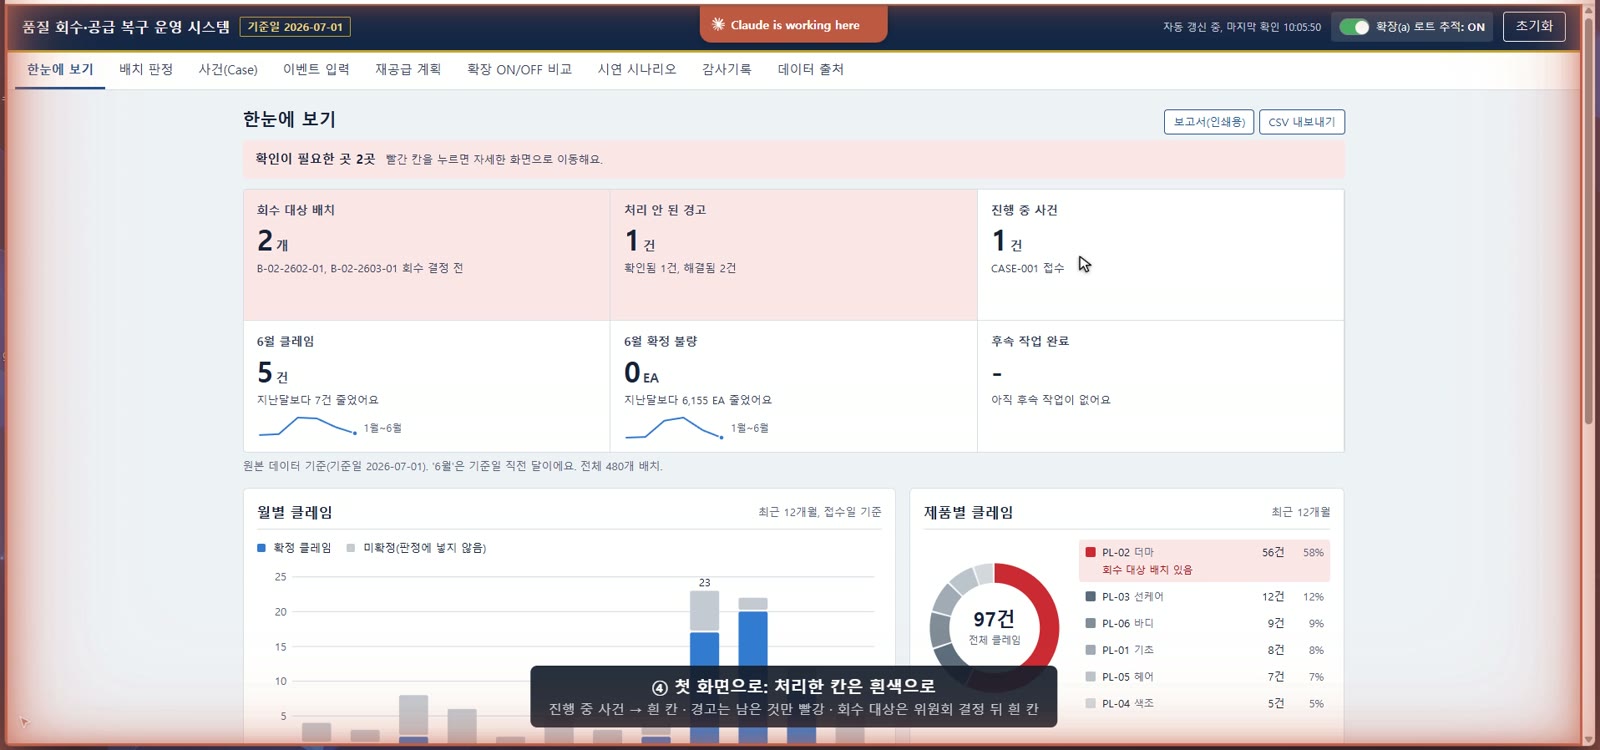 품질 회수·공급 복구 운영 시스템
기준일 2026-07-01
Claude is working here
자동 갱신 중, 마지막 확인 10:05:50
확장(a) 로트 추적: ON
초기화
한눈에 보기
배치 판정
사건(Case)
이벤트 입력
재공급 계획
확장 ON/OFF 비교
시연 시나리오
감사기록
데이터 출처
한눈에 보기
보고서(인쇄용)
CSV 내보내기
확인이 필요한 곳 2곳 빨간 칸을 누르면 자세한 화면으로 이동해요.
회수 대상 배치
2 개
B-02-2602-01, B-02-2603-01 회수 결정 전
처리 안 된 경고
1 건
확인됨 1건, 해결됨 2건
진행 중 사건
1 건
CASE-001 접수
6월 클레임
5 건
지난달보다 7건 줄었어요
1월~6월
6월 확정 불량
0 EA
지난달보다 6,155 EA 줄었어요
1월~6월
후속 작업 완료
-
아직 후속 작업이 없어요
원본 데이터 기준(기준일 2026-07-01). '6월'은 기준일 직전 달이에요. 전체 480개 배치.
월별 클레임
최근 12개월, 접수일 기준
확정 클레임
미확정(판정에 넣지 않음)
25
23
20
15
10
5
제품별 클레임
최근 12개월
97건
전체 클레임
PL-02 더마 56건 58%
회수 대상 배치 있음
PL-03 선케어 12건 12%
PL-06 바디 9건 9%
PL-01 기초 8건 8%
PL-05 헤어 7건 7%
PL-04 색조 5건 5%
④ 첫 화면으로: 처리한 칸은 흰색으로
진행 중 사건 → 흰 칸 · 경고는 남은 것만 빨강 · 회수 대상은 위원회 결정 뒤 흰 칸